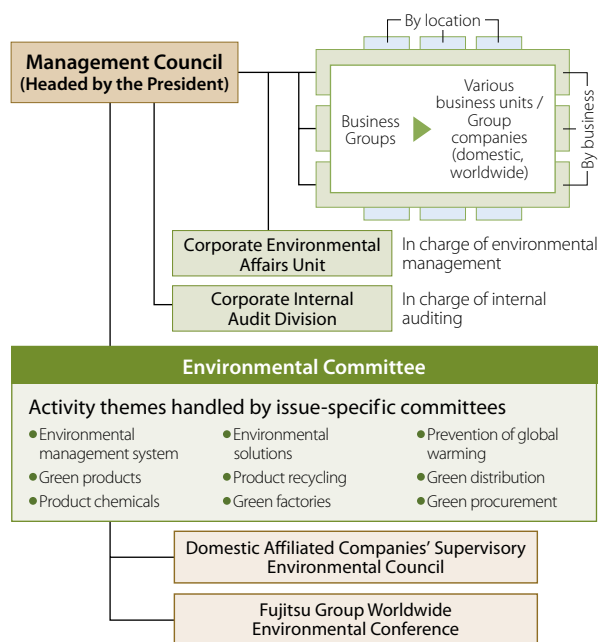 By location
Management Council
(Headed by the President)
Business
Groups
Various
business units /
Group
companies
(domestic,
worldwide)
By business
Corporate Environmental
Affairs Unit
In charge of environmental
management
Corporate Internal
Audit Division
In charge of internal
auditing
Environmental Committee
Activity themes handled by issue-specific committees
● Environmental
management system
● Green products
● Product chemicals
● Environmental
solutions
● Product recycling
● Green factories
● Prevention of global
warming
● Green distribution
● Green procurement
Domestic Affiliated Companies’ Supervisory
Environmental Council
Fujitsu Group Worldwide
Environmental Conference